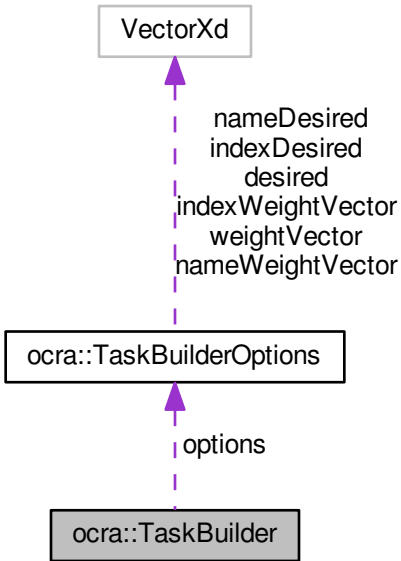 VectorXd
nameDesired
indexDesired
desired
indexWeightVector
weightVector
nameWeightVector
ocra::TaskBuilderOptions
options
ocra::TaskBuilder